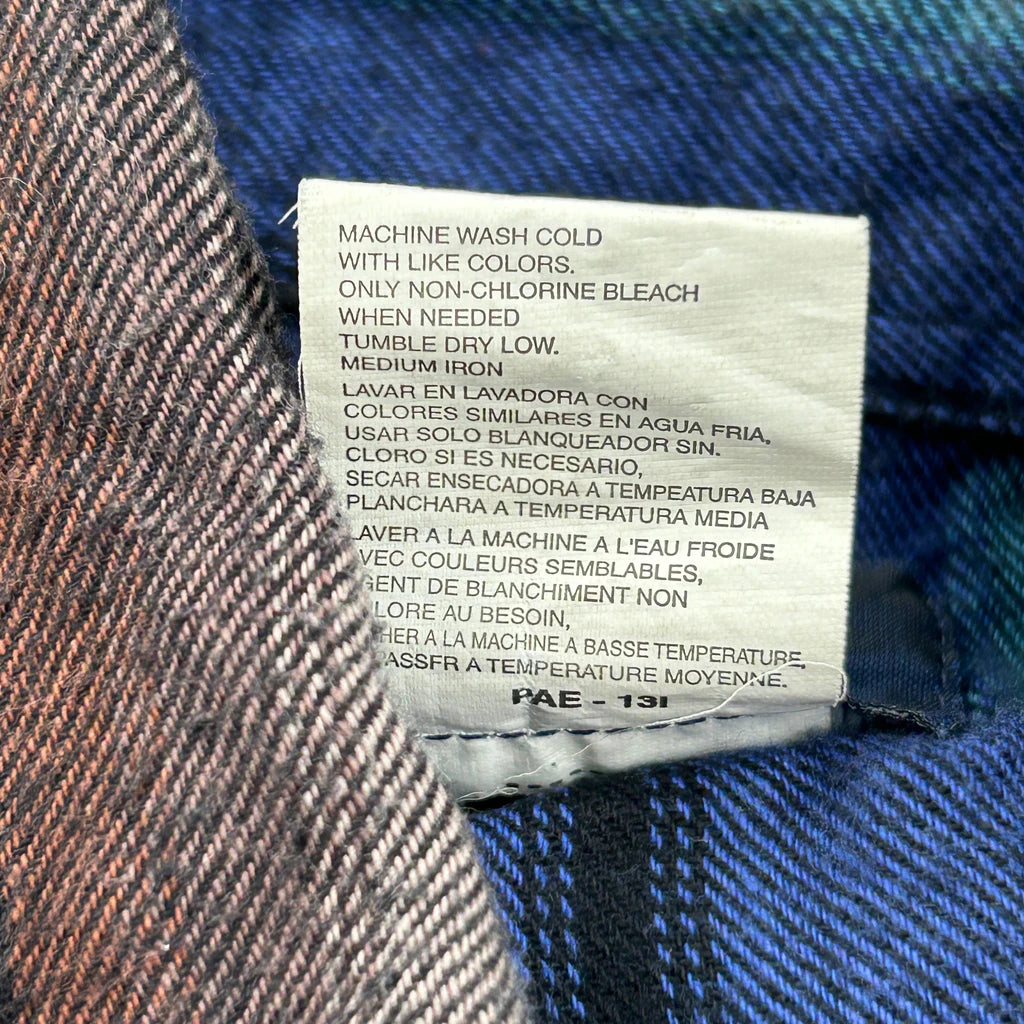 MACHINE WASH COLD
WITH LIKE COLORS.
ONLY NON-CHLORINE BLEACH
WHEN NEEDED
TUMBLE DRY LOW.
MEDIUM IRON
LAVAR EN LAVADORA CON
COLORES SIMILARES EN AGUA FRIA,
USAR SOLO BLANQUEADOR SIN.
CLORO SI ES NECESARIO,
SECAR ENSECADORA A TEMPEATURA BAJA
PLANCHARA A TEMPERATURA MEDIA
AVER A LA MACHINE A L'EAU FROIDE
VEC COULEURS SEMBLABLES,
GENT DE BLANCHIMENT NON
LORE AU BESOIN,
HER A LA MACHINE A BASSE TEMPERATURE,
PASSFR A TEMPERATURE MOYENNE.
PAE - 13I